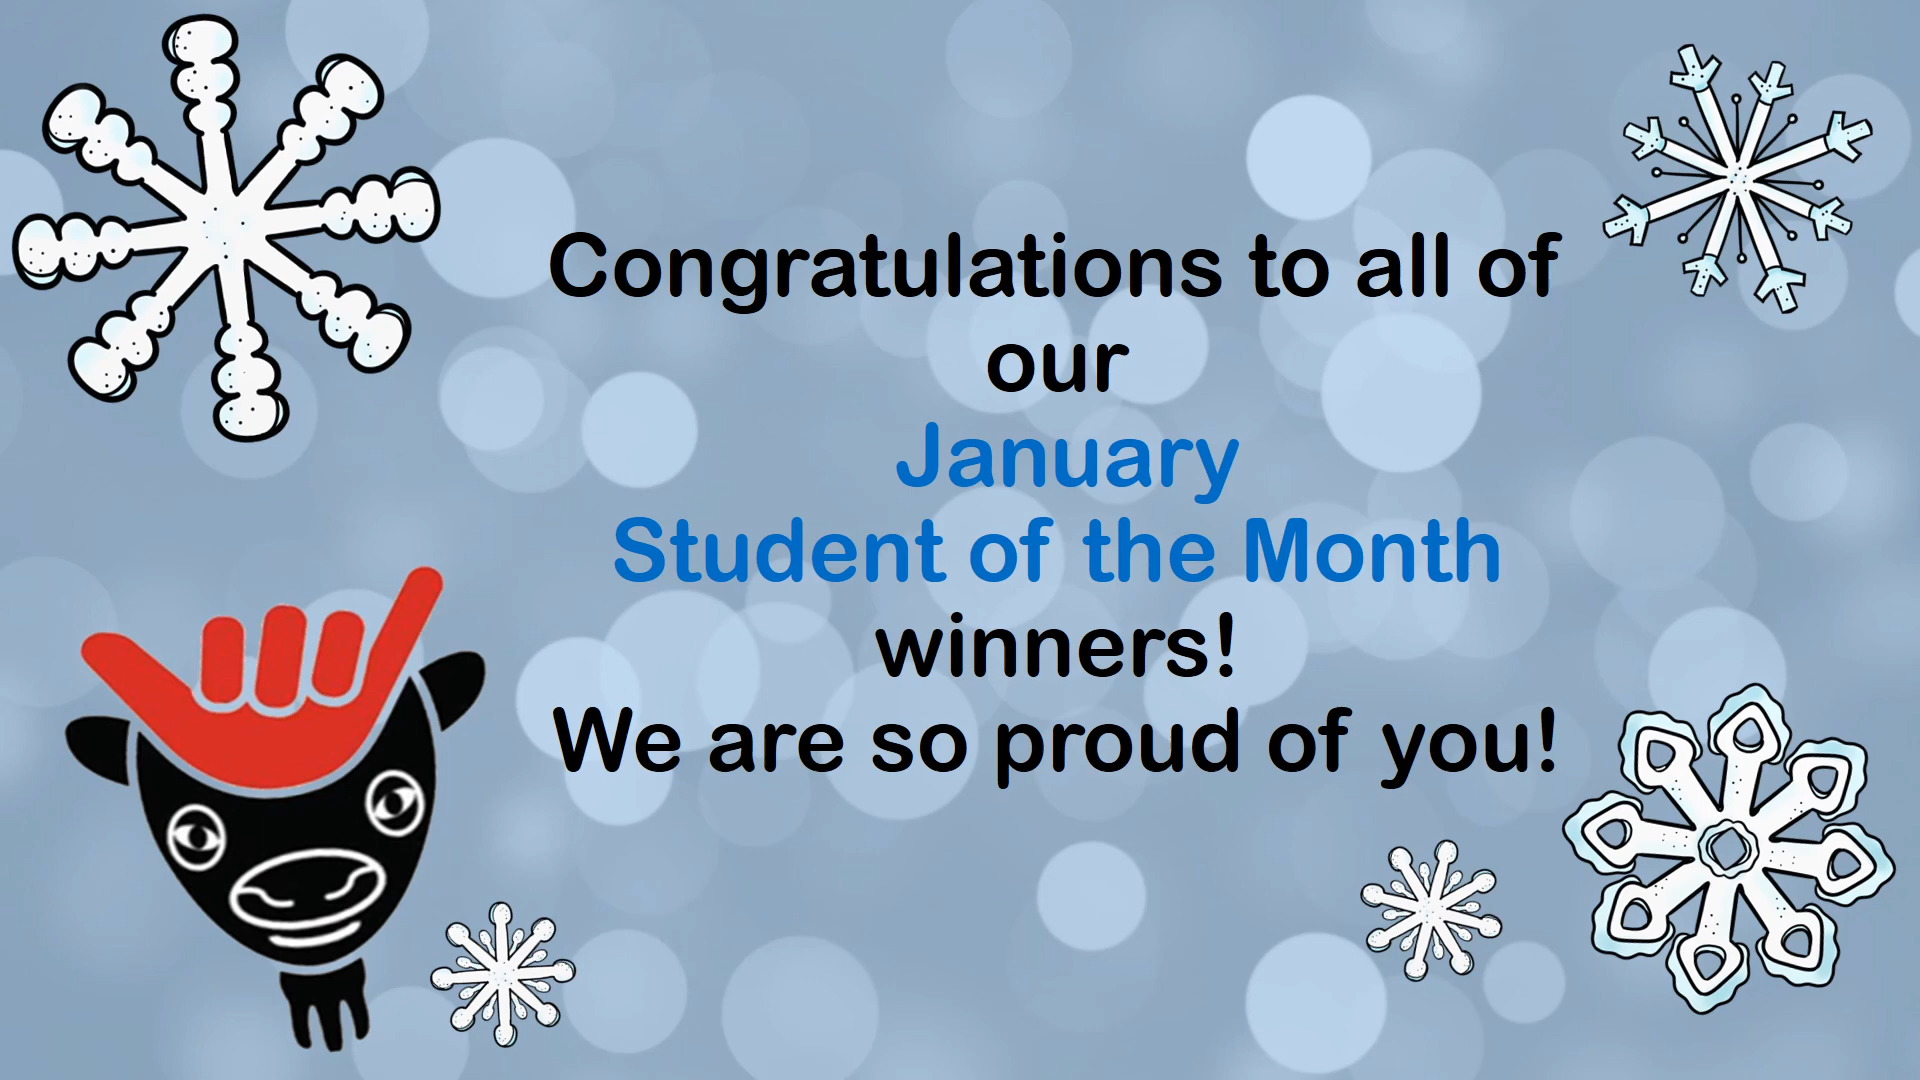 Congratulations to all of
our
January
Student of the Month
winners!
We are so proud of you!